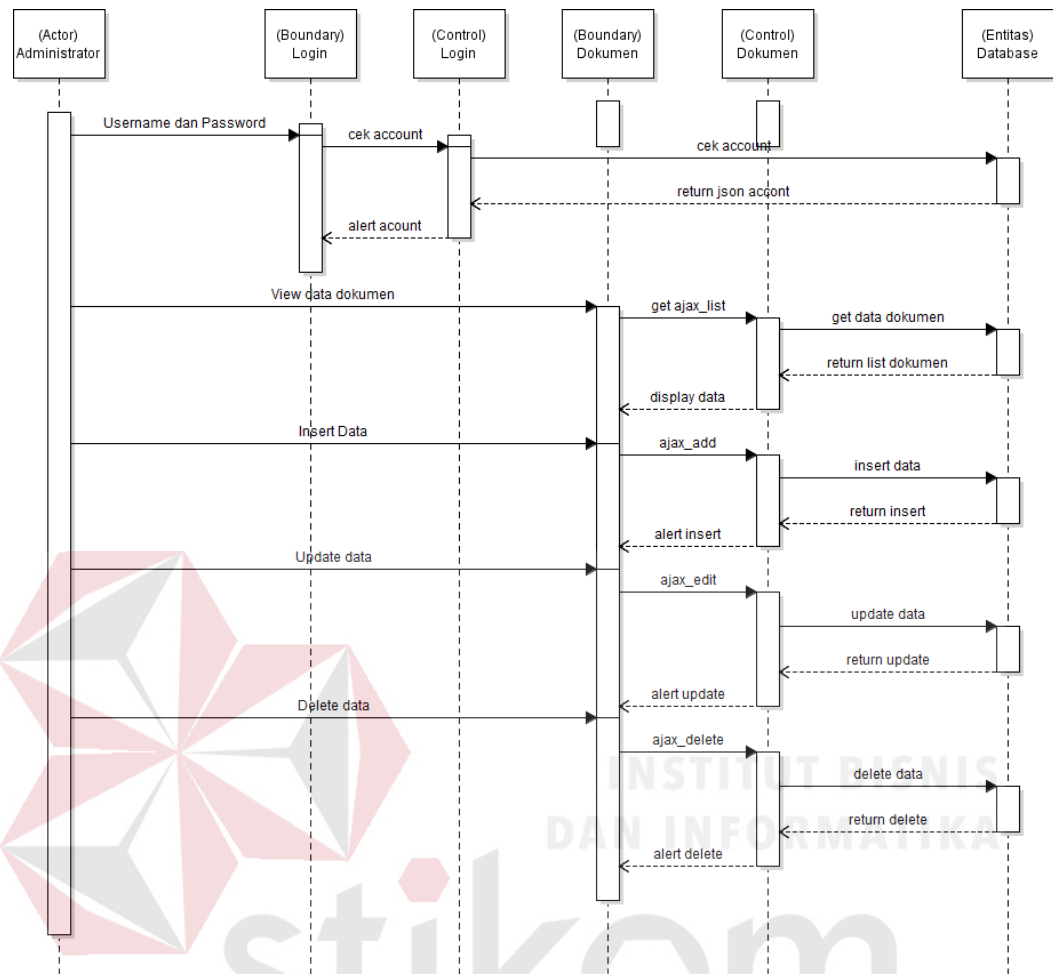 (Actor)
Administrator
(Boundary)
Login
(Control)
Login
(Boundary)
Dokumen
(Control)
Dokumen
(Entitas)
Database
Username dan Password
cek account
cek account
return json accont
alert acount
View data dokumen
get ajax_list
get data dokumen
return list dokumen
display data
Insert Data
ajax_add
insert data
return insert
alert insert
Update data
ajax_edit
update data
return update
alert update
Delete data
ajax_delete
delete data
return delete
alert delete
INSTITUT BISNIS
DAN INFORMATIKA
stikom